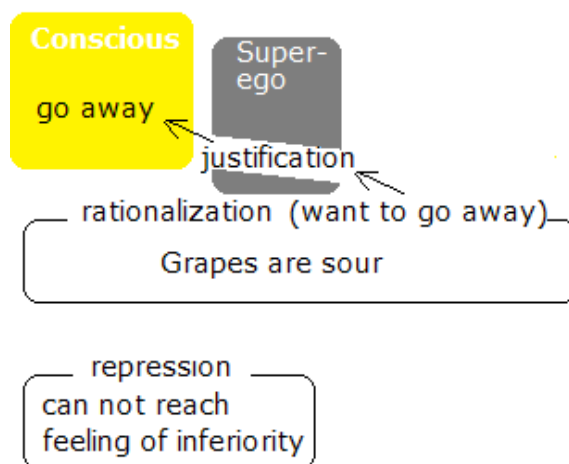 Conscious
Super-
ego
go away
justification
rationalization (want to go away)
Grapes are sour
repression
can not reach
feeling of inferiority